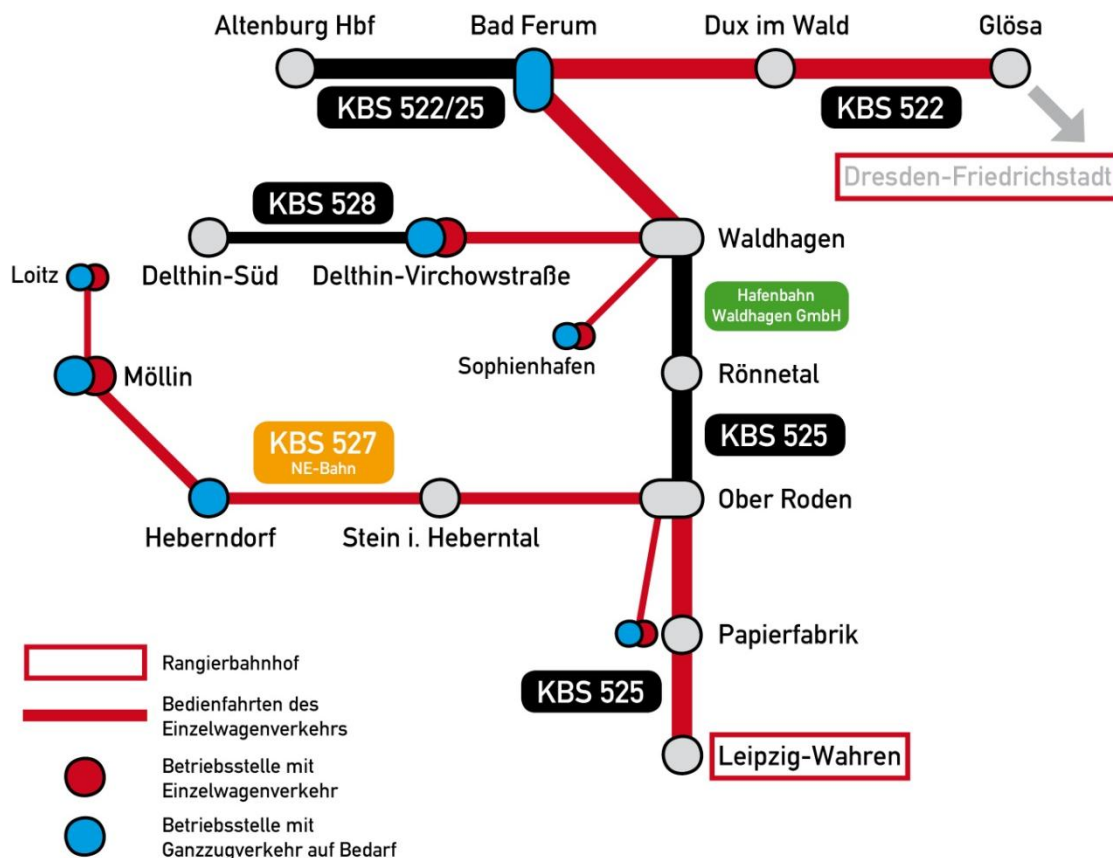 Altenburg Hbf
Bad Ferum
Dux im Wald
Glösa
KBS 522/25
KBS 522
Dresden-Friedrichstadt
KBS 528
Waldhagen
Delthin-Süd
Delthin-Virchowstraße
Loitz
Hafenbahn
Waldhagen GmbH
Sophienhafen
Möllin
Rönnetal
KBS 527
NE-Bahn
KBS 525
Ober Roden
Heberndorf
Stein i. Heberntal
Papierfabrik
KBS 525
Leipzig-Wahren
Rangierbahnhof
Bedienfahrten des
Einzelwagenverkehrs
Betriebsstelle mit
Einzelwagenverkehr
Betriebsstelle mit
Ganzzugverkehr auf Bedarf